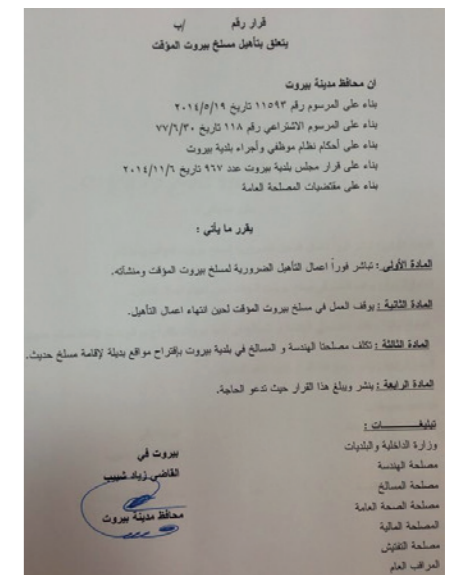 قرار رقم /ب
يتعلق بتأهيل مسلخ بيروت المؤقت
ان محافظ مدينة بيروت
بناء على المرسوم رقم ١١٥٩٣ تاريخ ٢٠١٤/٥/١٩
بناء على المرسوم الاشتراعي رقم ١١٨ تاريخ ٧٧/٦/٣٠
بناء على أحكام نظام موظفي وأجراء بلدية بيروت
بناء على قرار مجلس بلدية بيروت عدد ٩٦٧ تاريخ ٢٠١٤/١١/٦
بناء على مقتضيات المصلحة العامة
يقرر ما يأتي :
المادة الأولى : تباشر فوراً اعمال التأهيل الضرورية لمسلخ بيروت المؤقت ومنشآته.
المادة الثانية : يوقف العمل في مسلخ بيروت المؤقت لحين انتهاء اعمال التأهيل.
المادة الثالثة : تكلف مصلحتا الهندسة و المسالخ في بلدية بيروت بإقتراح مواقع بديلة لإقامة مسلخ حديث.
المادة الرابعة : ينشر ويبلغ هذا القرار حيث تدعو الحاجة.
تبليغـــــــات :
وزارة الداخلية والبلديات
مصلحة الهندسة
مصلحة المسالخ
مصلحة الصحة العامة
المصلحة المالية
مصلحة التفتيش
المراقب العام
بيروت في
القاضي زياد شبيب
محافظ مدينة بيروت